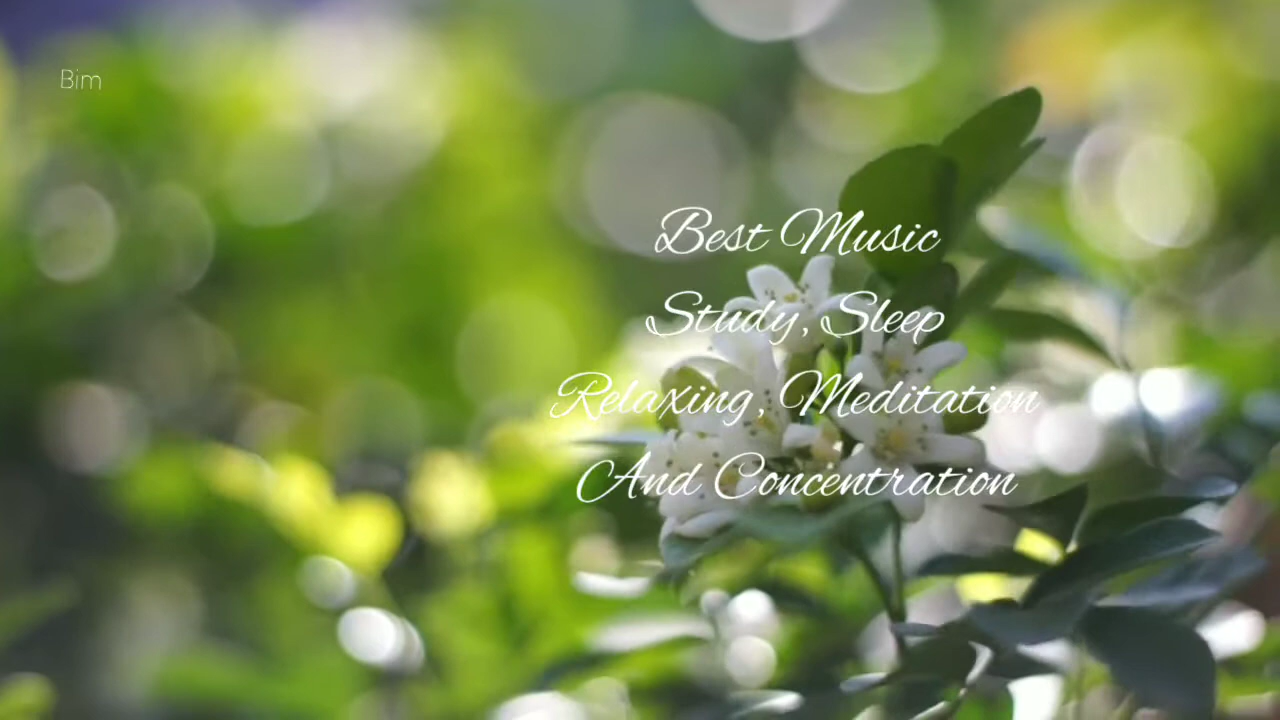 Bim
Best Music
Study, Sleep
Relaxing, Meditation
And Concentration